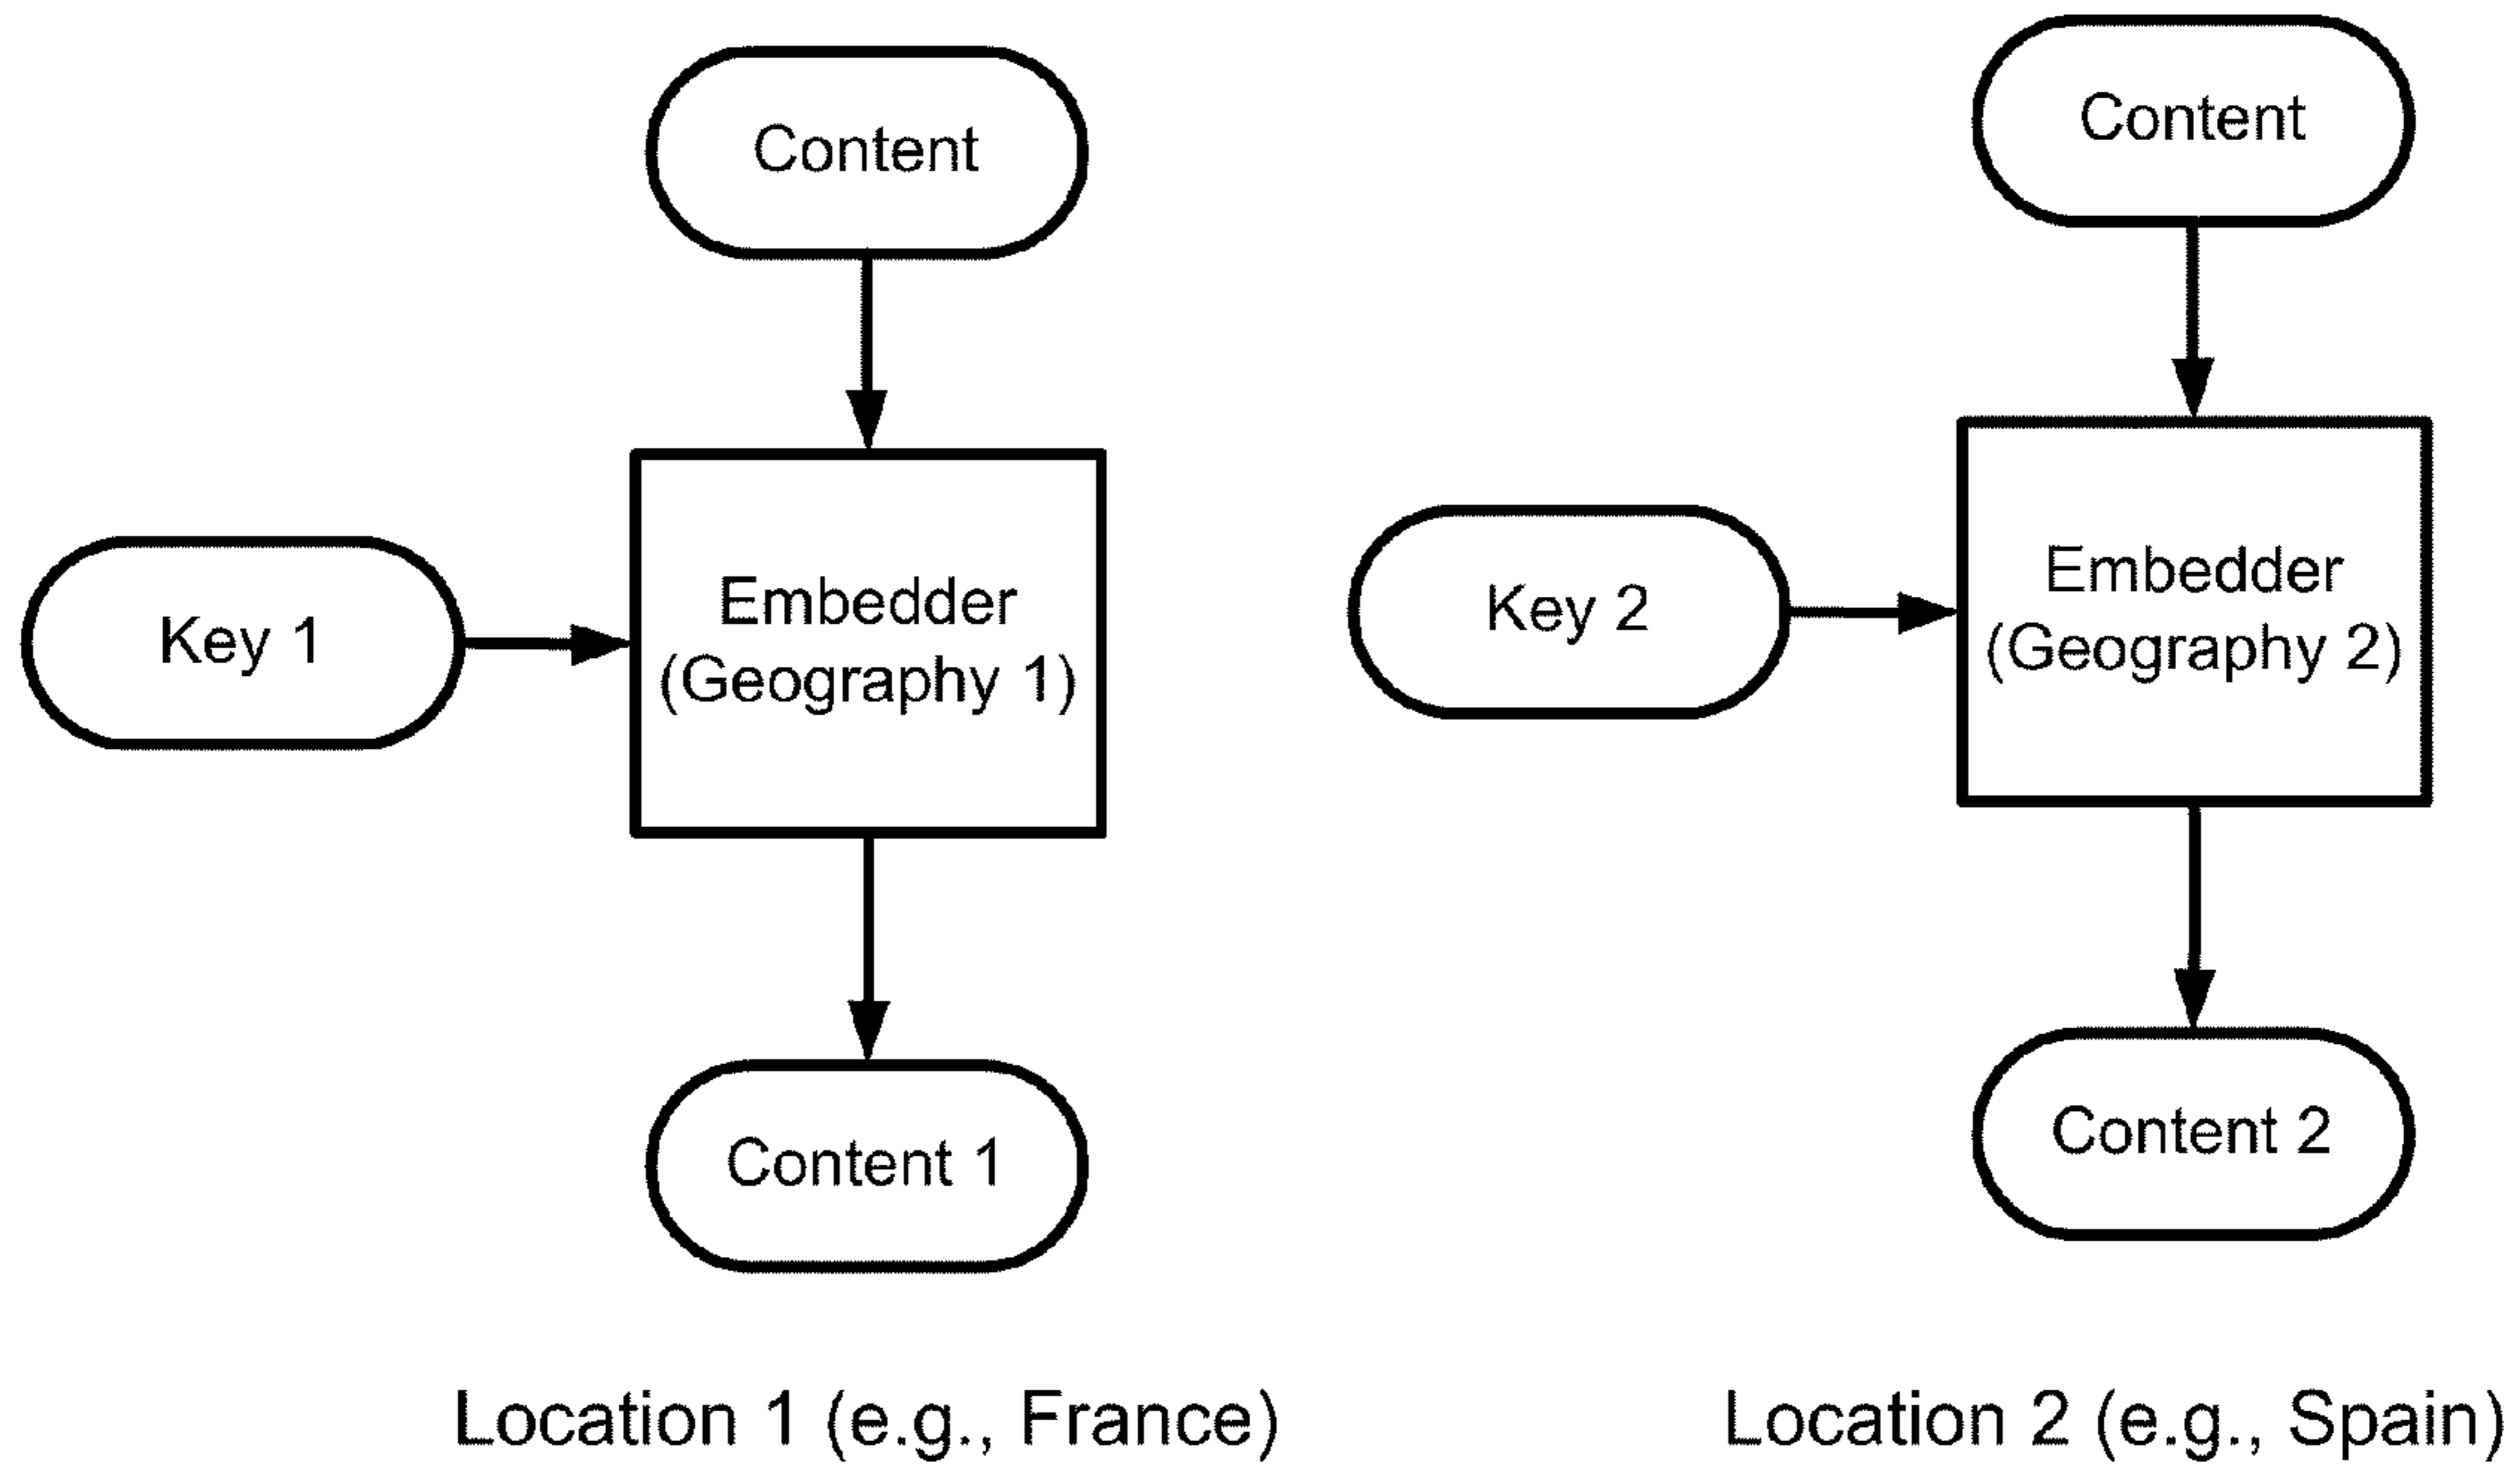 Content
Key 1
Embedder
(Geography 1)
Content 1
Location 1 (e.g., France)
Content
Key 2
Embedder
(Geography 2)
Content 2
Location 2 (e.g., Spain)